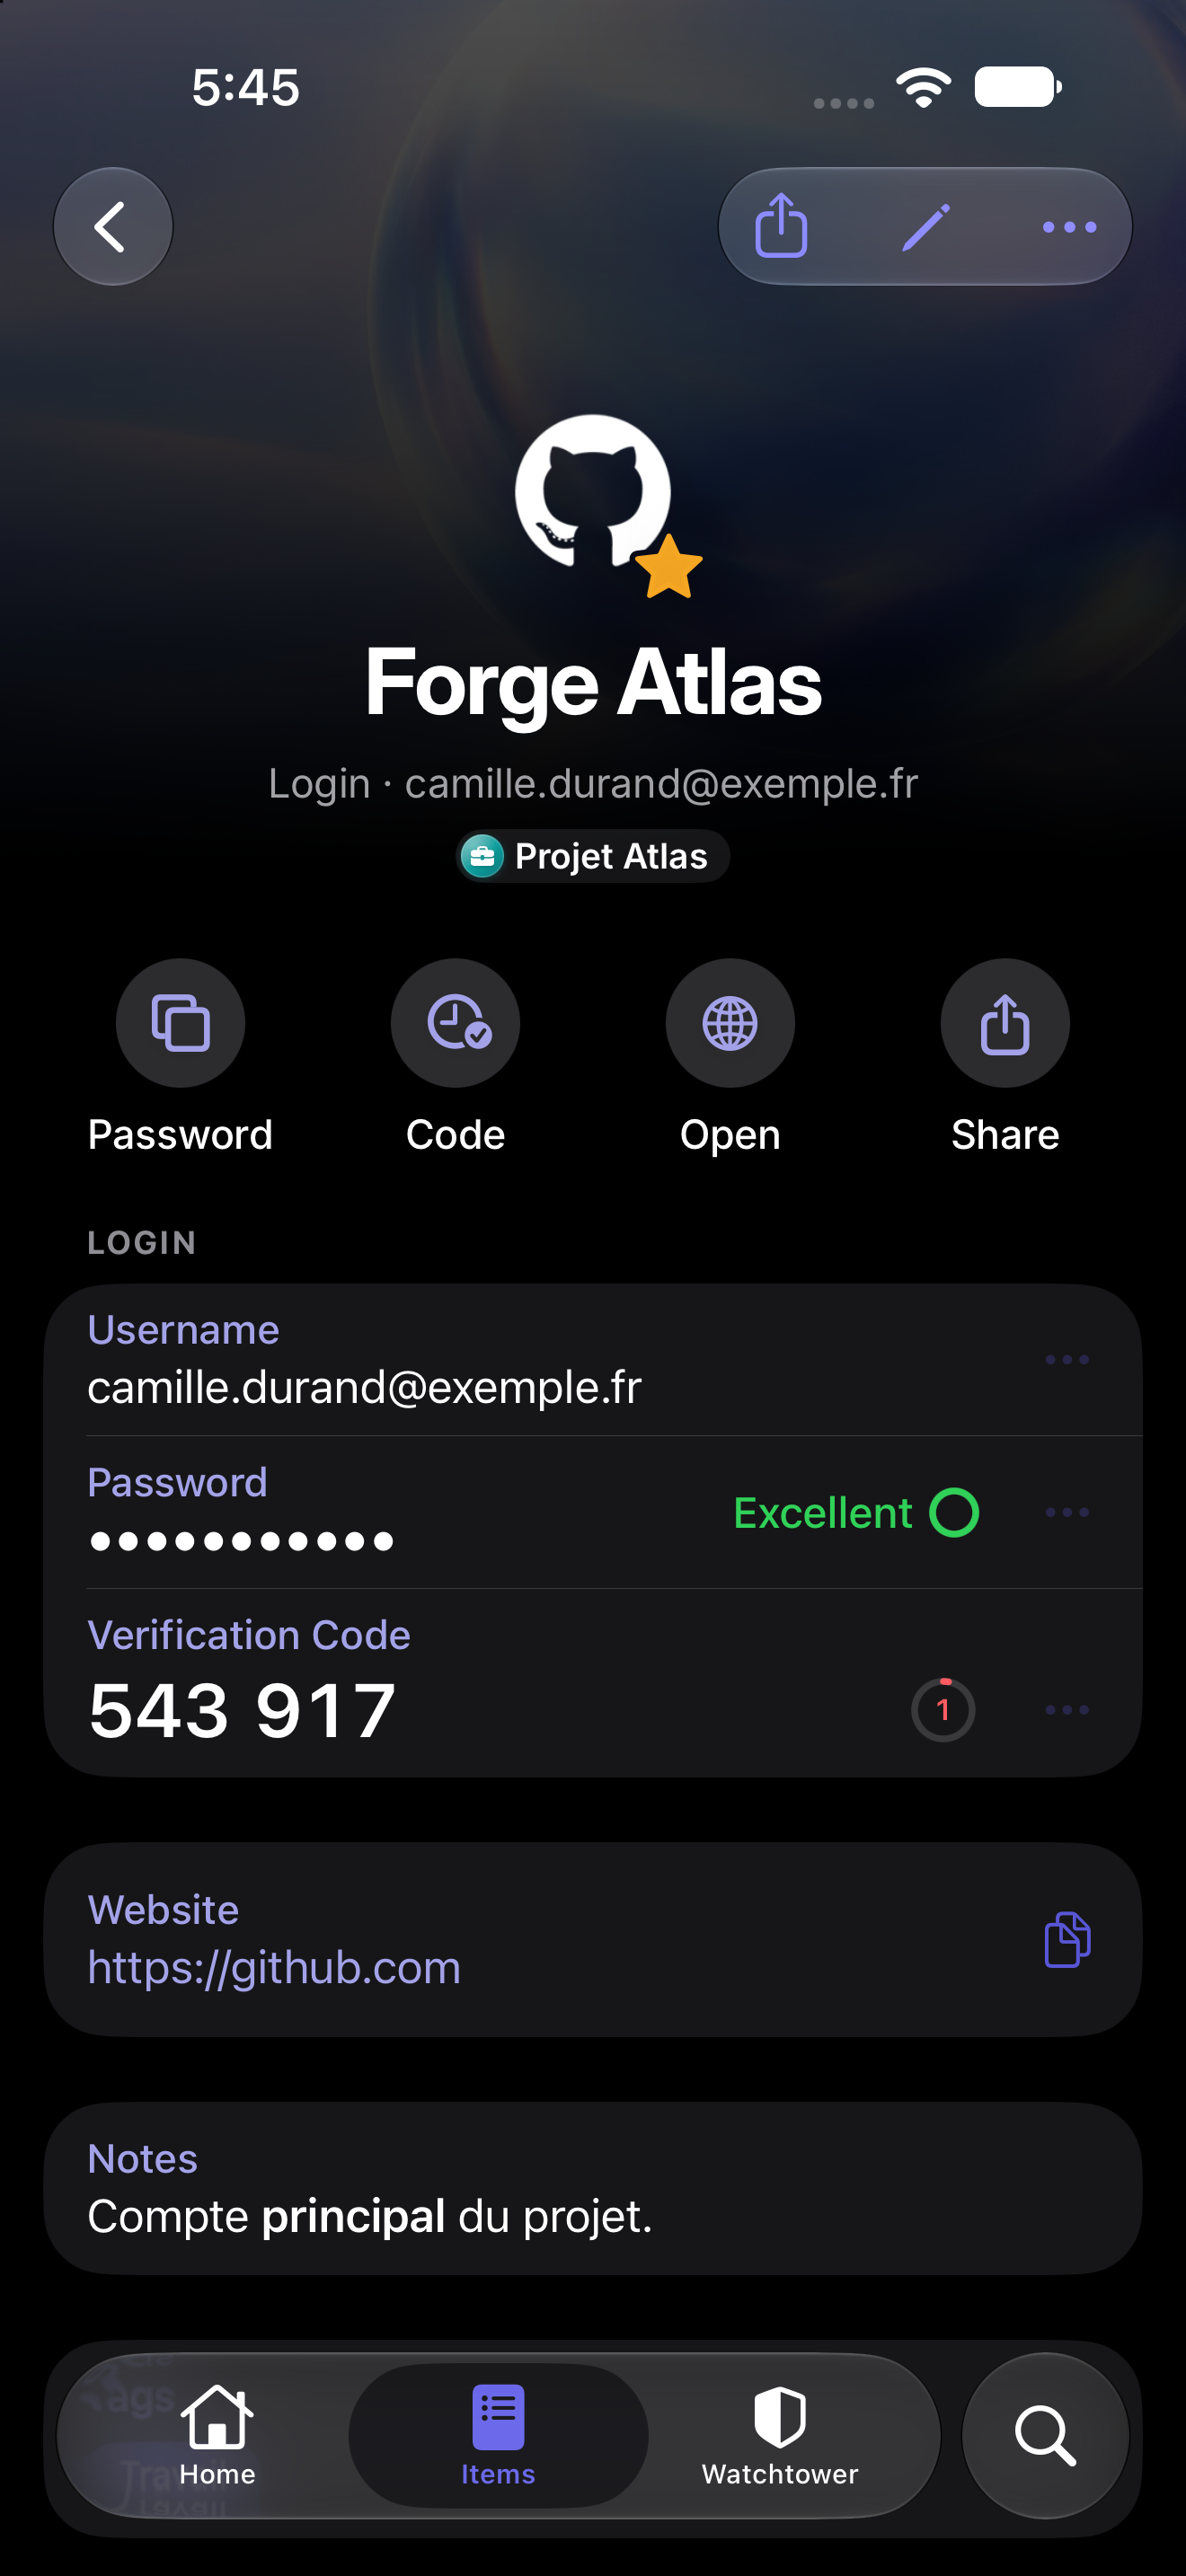 5:45
Forge Atlas
Login · camille.durand@exemple.fr
Projet Atlas
Password
Code
Open
Share
LOGIN
Username
camille.durand@exemple.fr
Password
Excellent
Verification Code
543 917
1
Website
https://github.com
Notes
Compte principal du projet.
Home
Items
Watchtower